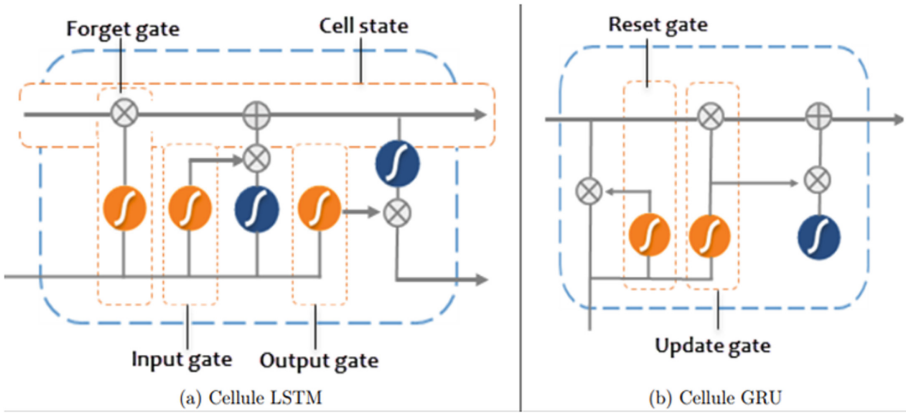 Forget gate
Cell state
Input gate
Output gate
(a) Cellule LSTM
Reset gate
Update gate
(b) Cellule GRU